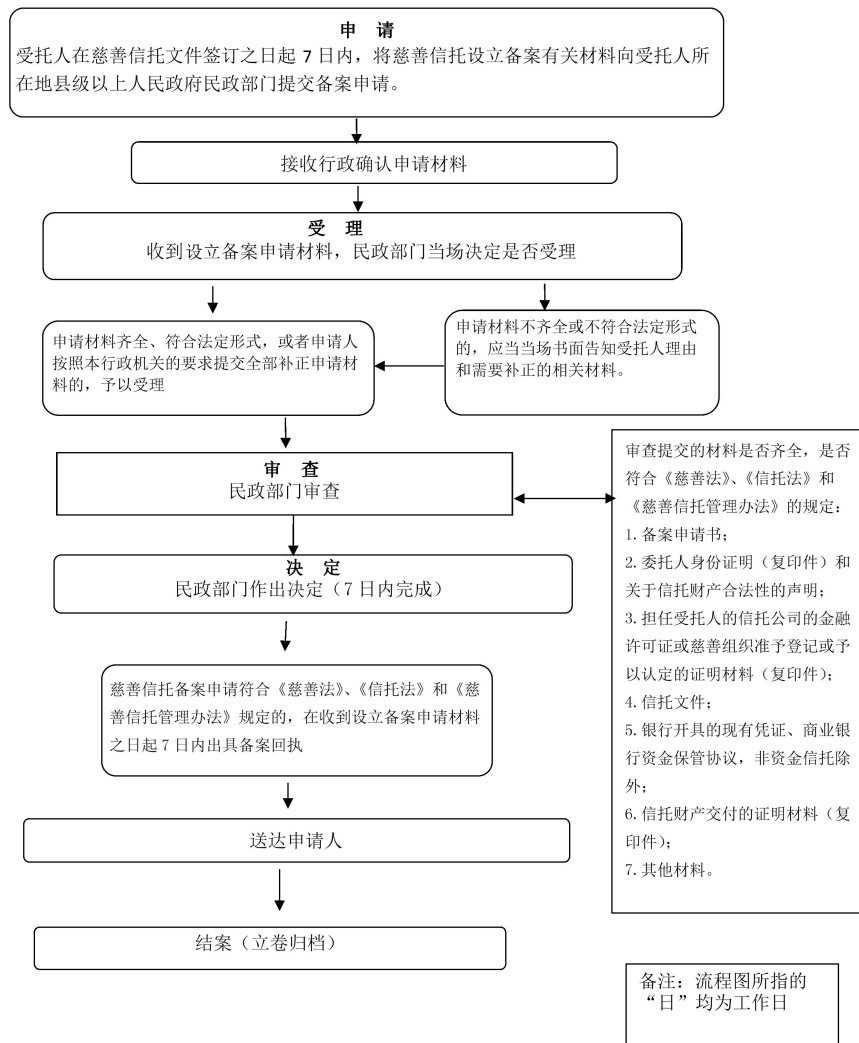 申 请
受托人在慈善信托文件签订之日起 7 日内，将慈善信托设立备案有关材料向受托人所
在地县级以上人民政府民政部门提交备案申请。
接收行政确认申请材料
受 理
收到设立备案申请材料，民政部门当场决定是否受理
申请材料齐全、符合法定形式，或者申请人
按照本行政机关的要求提交全部补正申请材
料的，予以受理
申请材料不齐全或不符合法定形式
的，应当当场书面告知受托人理由
和需要补正的相关材料。
审 查
民政部门审查
审查提交的材料是否齐全，是否
符合《慈善法》、《信托法》和
《慈善信托管理办法》的规定：
1.备案申请书；
2.委托人身份证明（复印件）和
关于信托财产合法性的声明；
3.担任受托人的信托公司的金融
许可证或慈善组织准予登记或予
以认定的证明材料（复印件）；
4.信托文件；
5.银行开具的现有凭证、商业银
行资金保管协议，非资金信托除
外；
6.信托财产交付的证明材料（复
印件）；
7.其他材料。
决 定
民政部门作出决定（7 日内完成）
慈善信托备案申请符合《慈善法》、《信托法》和《慈
善信托管理办法》规定的，在收到设立备案申请材料
之日起 7 日内出具备案回执
送达申请人
结案（立卷归档）
备注：流程图所指的
“日”均为工作日